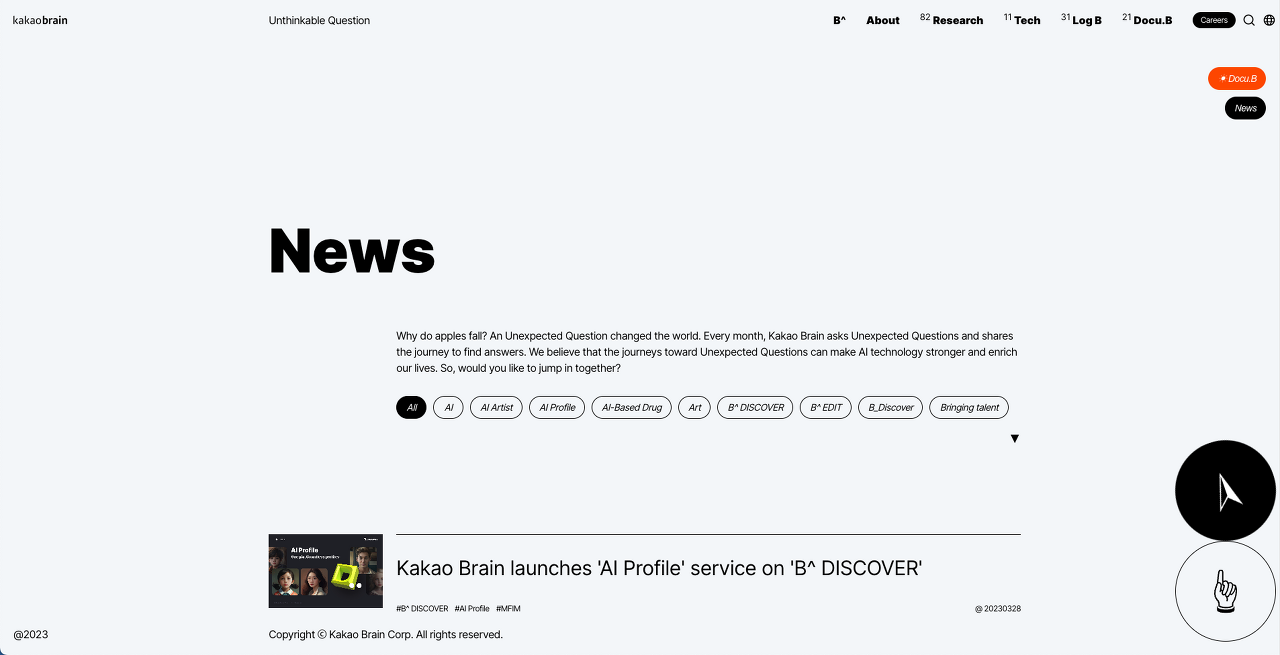 kakaobrain
Unthinkable Question
B^
About
82 Research
11 Tech
31 Log B
21 Docu.B
Careers
Docu.B
News
News
Why do apples fall? An Unexpected Question changed the world. Every month, Kakao Brain asks Unexpected Questions and shares
the journey to find answers. We believe that the journeys toward Unexpected Questions can make AI technology stronger and enrich
our lives. So, would you like to jump in together?
All
AI
AI Artist
AI Profile
AI-Based Drug
Art
B^ DISCOVER
B^ EDIT
B_Discover
Bringing talent
AI Profile
Kakao Brain launches 'AI Profile' service on 'B^ DISCOVER'
#B^ DISCOVER #AI Profile #MFIM
@ 20230328
@2023
Copyright ⓒ Kakao Brain Corp. All rights reserved.